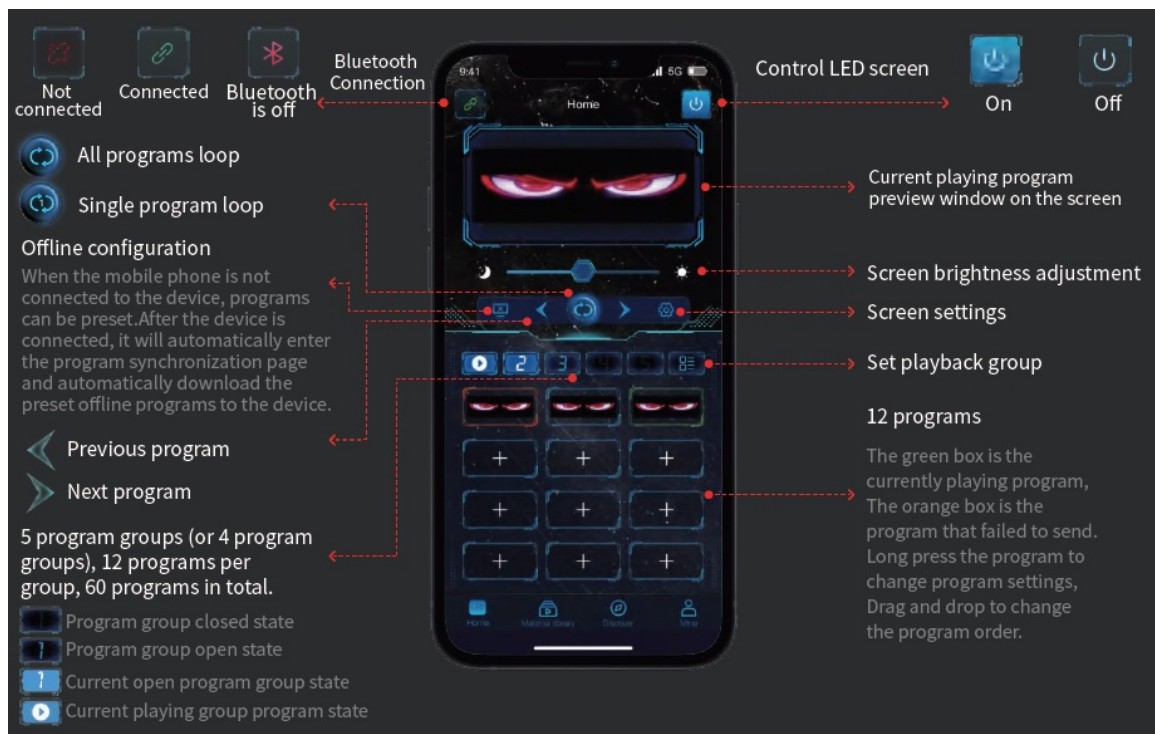 Not
connected
Connected
Bluetooth
is off
Bluetooth
Connection
All programs loop
Single program loop
Offline configuration
When the mobile phone is not
connected to the device, programs
can be preset.After the device is
connected, it will automatically enter
the program synchronization page
and automatically download the
preset offline programs to the device.
Previous program
Next program
5 program groups (or 4 program
groups), 12 programs per
group, 60 programs in total.
Program group closed state
1
Program group open state
1
Current open program group state
Current playing group program state
9:41
5G
Home
2
3
4
5
+ + +
+ + +
+ + +
Home
Material library
Discover
Mine
Control LED screen
On
Off
Current playing program
preview window on the screen
Screen brightness adjustment
Screen settings
Set playback group
12 programs
The green box is the
currently playing program,
The orange box is the
program that failed to send.
Long press the program to
change program settings,
Drag and drop to change
the program order.